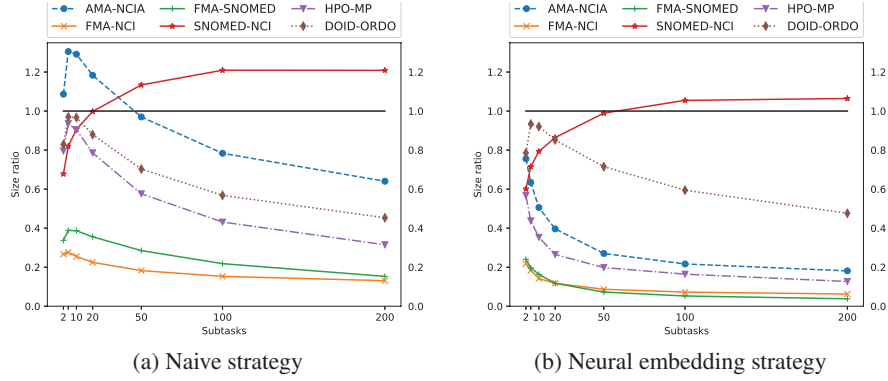 AMA-NCIA FMA-SNOMED HPO-MP
FMA-NCI SNOMED-NCI DOID-ORDO
Size ratio
1.2 1.2
1.0 1.0
0.8 0.8
0.6 0.6
0.4 0.4
0.2 0.2
0.0 0.0
2 10 20 50 100 200
Subtasks
(a) Naive strategy
AMA-NCIA FMA-SNOMED HPO-MP
FMA-NCI SNOMED-NCI DOID-ORDO
Size ratio
1.2 1.2
1.0 1.0
0.8 0.8
0.6 0.6
0.4 0.4
0.2 0.2
0.0 0.0
2 10 20 50 100 200
Subtasks
(b) Neural embedding strategy